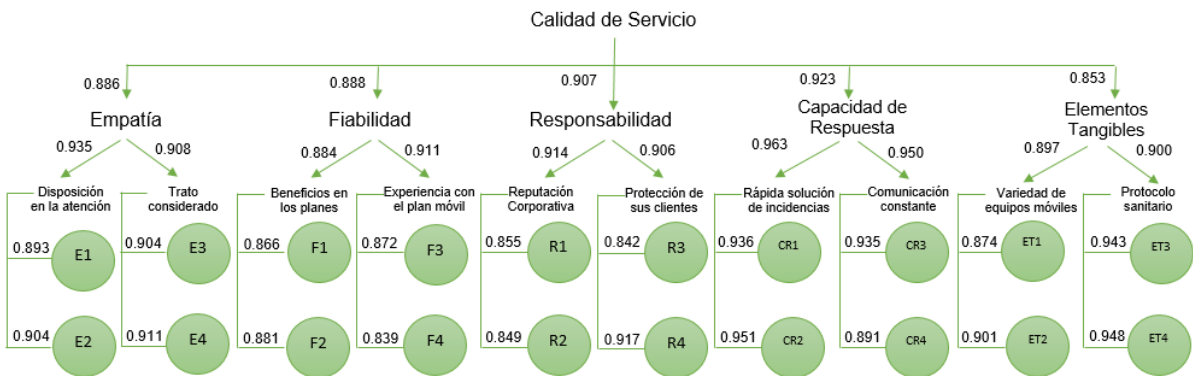 Calidad de Servicio
0.886
0.888
0.907
0.923
0.853
Empatía
Fiabilidad
Responsabilidad
Capacidad de
Respuesta
Elementos
Tangibles
0.935
0.908
0.884
0.911
0.914
0.906
0.963
0.950
0.897
0.900
Disposición
en la atención
Trato
considerado
Beneficios en
los planes
Experiencia con
el plan móvil
Reputación
Corporativa
Protección de
sus clientes
Rápida solución
de incidencias
Comunicación
constante
Variedad de
equipos móviles
Protocolo
sanitario
0.893
E1
0.904
E3
0.866
F1
0.872
F3
0.855
R1
0.842
R3
0.936
CR1
0.935
CR3
0.874
ET1
0.943
ET3
0.904
E2
0.911
E4
0.881
F2
0.839
F4
0.849
R2
0.917
R4
0.951
CR2
0.891
CR4
0.901
ET2
0.948
ET4